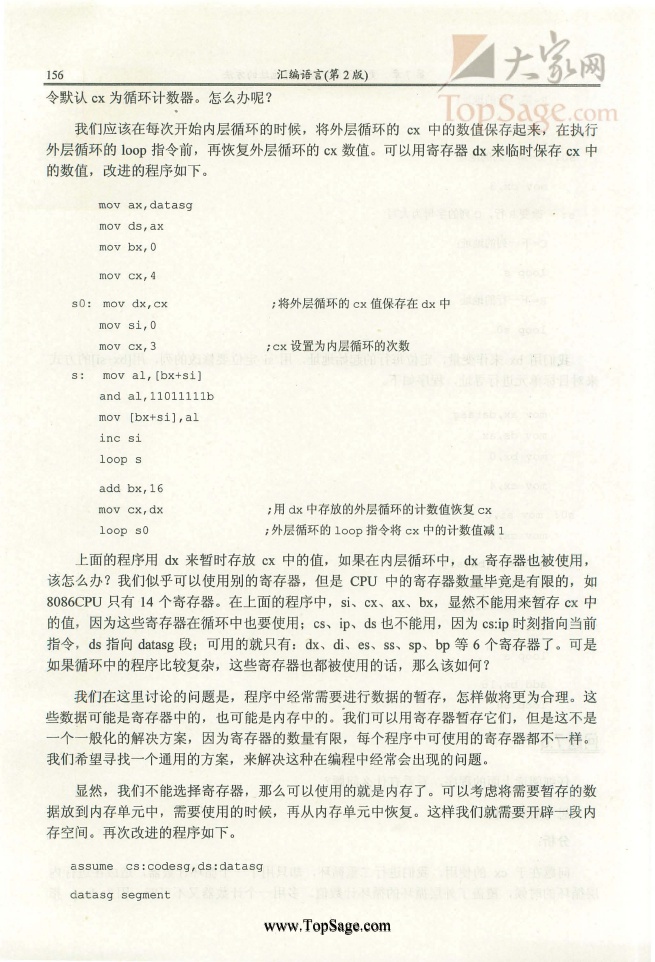 156
汇编语言(第 2 版)
大家网
TopSage.com
令默认 cx 为循环计数器。怎么办呢?
我们应该在每次开始内层循环的时候，将外层循环的 cx 中的数值保存起来，在执行
外层循环的 loop 指令前，再恢复外层循环的 cx 数值。可以用寄存器 dx 来临时保存 cx 中
的数值，改进的程序如下。
mov ax,datasg
mov ds,ax
mov bx,0
mov cx,4
s0: mov dx,cx ;将外层循环的 cx 值保存在 dx 中
mov si,0
mov cx,3 ;cx 设置为内层循环的次数
s: mov al,[bx+si]
and al,11011111b
mov [bx+si],al
inc si
loop s
add bx,16
mov cx,dx ;用 dx 中存放的外层循环的计数值恢复 cx
loop s0 ;外层循环的 loop 指令将 cx 中的计数值减 1
上面的程序用 dx 来暂时存放 cx 中的值，如果在内层循环中，dx 寄存器也被使用，
该怎么办？我们似乎可以使用别的寄存器，但是 CPU 中的寄存器数量毕竟是有限的，如
8086CPU 只有 14 个寄存器。在上面的程序中，si、cx、ax、bx，显然不能用来暂存 cx 中
的值，因为这些寄存器在循环中也要使用；cs、ip、ds 也不能用，因为 cs:ip 时刻指向当前
指令，ds 指向 datasg 段；可用的就只有：dx、di、es、ss、sp、bp 等 6 个寄存器了。可是
如果循环中的程序比较复杂，这些寄存器也都被使用的话，那么该如何？
我们在这里讨论的问题是，程序中经常需要进行数据的暂存，怎样做将更为合理。这
些数据可能是寄存器中的，也可能是内存中的。我们可以用寄存器暂存它们，但是这不是
一个一般化的解决方案，因为寄存器的数量有限，每个程序中可使用的寄存器都不一样。
我们希望寻找一个通用的方案，来解决这种在编程中经常会出现的问题。
显然，我们不能选择寄存器，那么可以使用的就是内存了。可以考虑将需要暂存的数
据放到内存单元中，需要使用的时候，再从内存单元中恢复。这样我们就需要开辟一段内
存空间。再次改进的程序如下。
assume cs:codesg,ds:datasg
datasg segment
www.TopSage.com